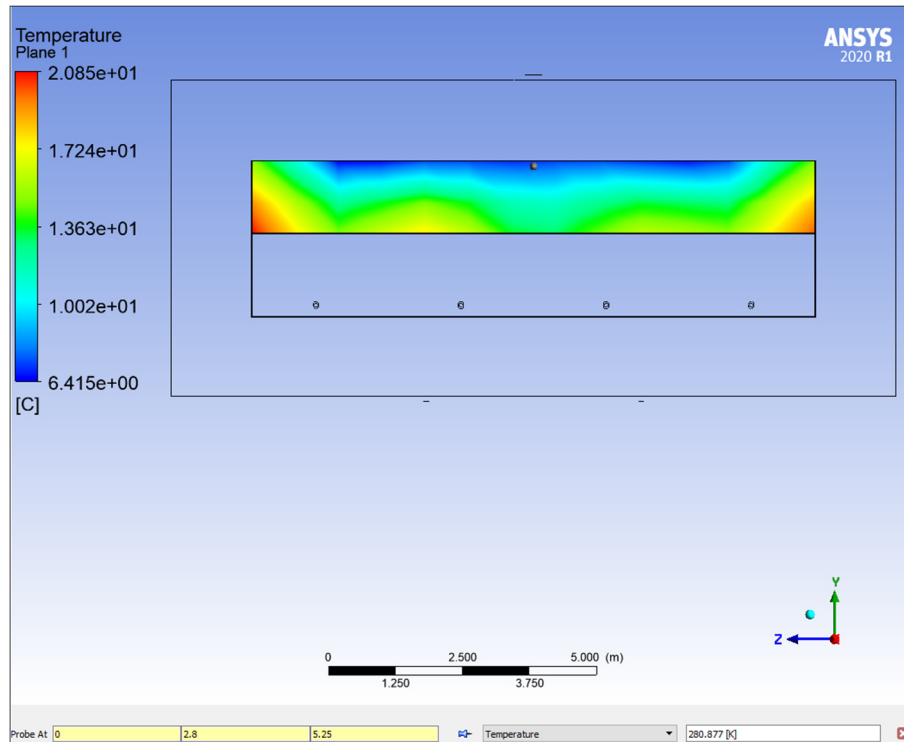 Temperature
Plane 1
ANSYS
2020 R1
2.085e+01
1.724e+01
1.363e+01
1.002e+01
6.415e+00
[C]
Y
Z
0 2.500 5.000 (m)
1.250 3.750
Probe At 0 2.8 5.25 Temperature 280.877 [K]